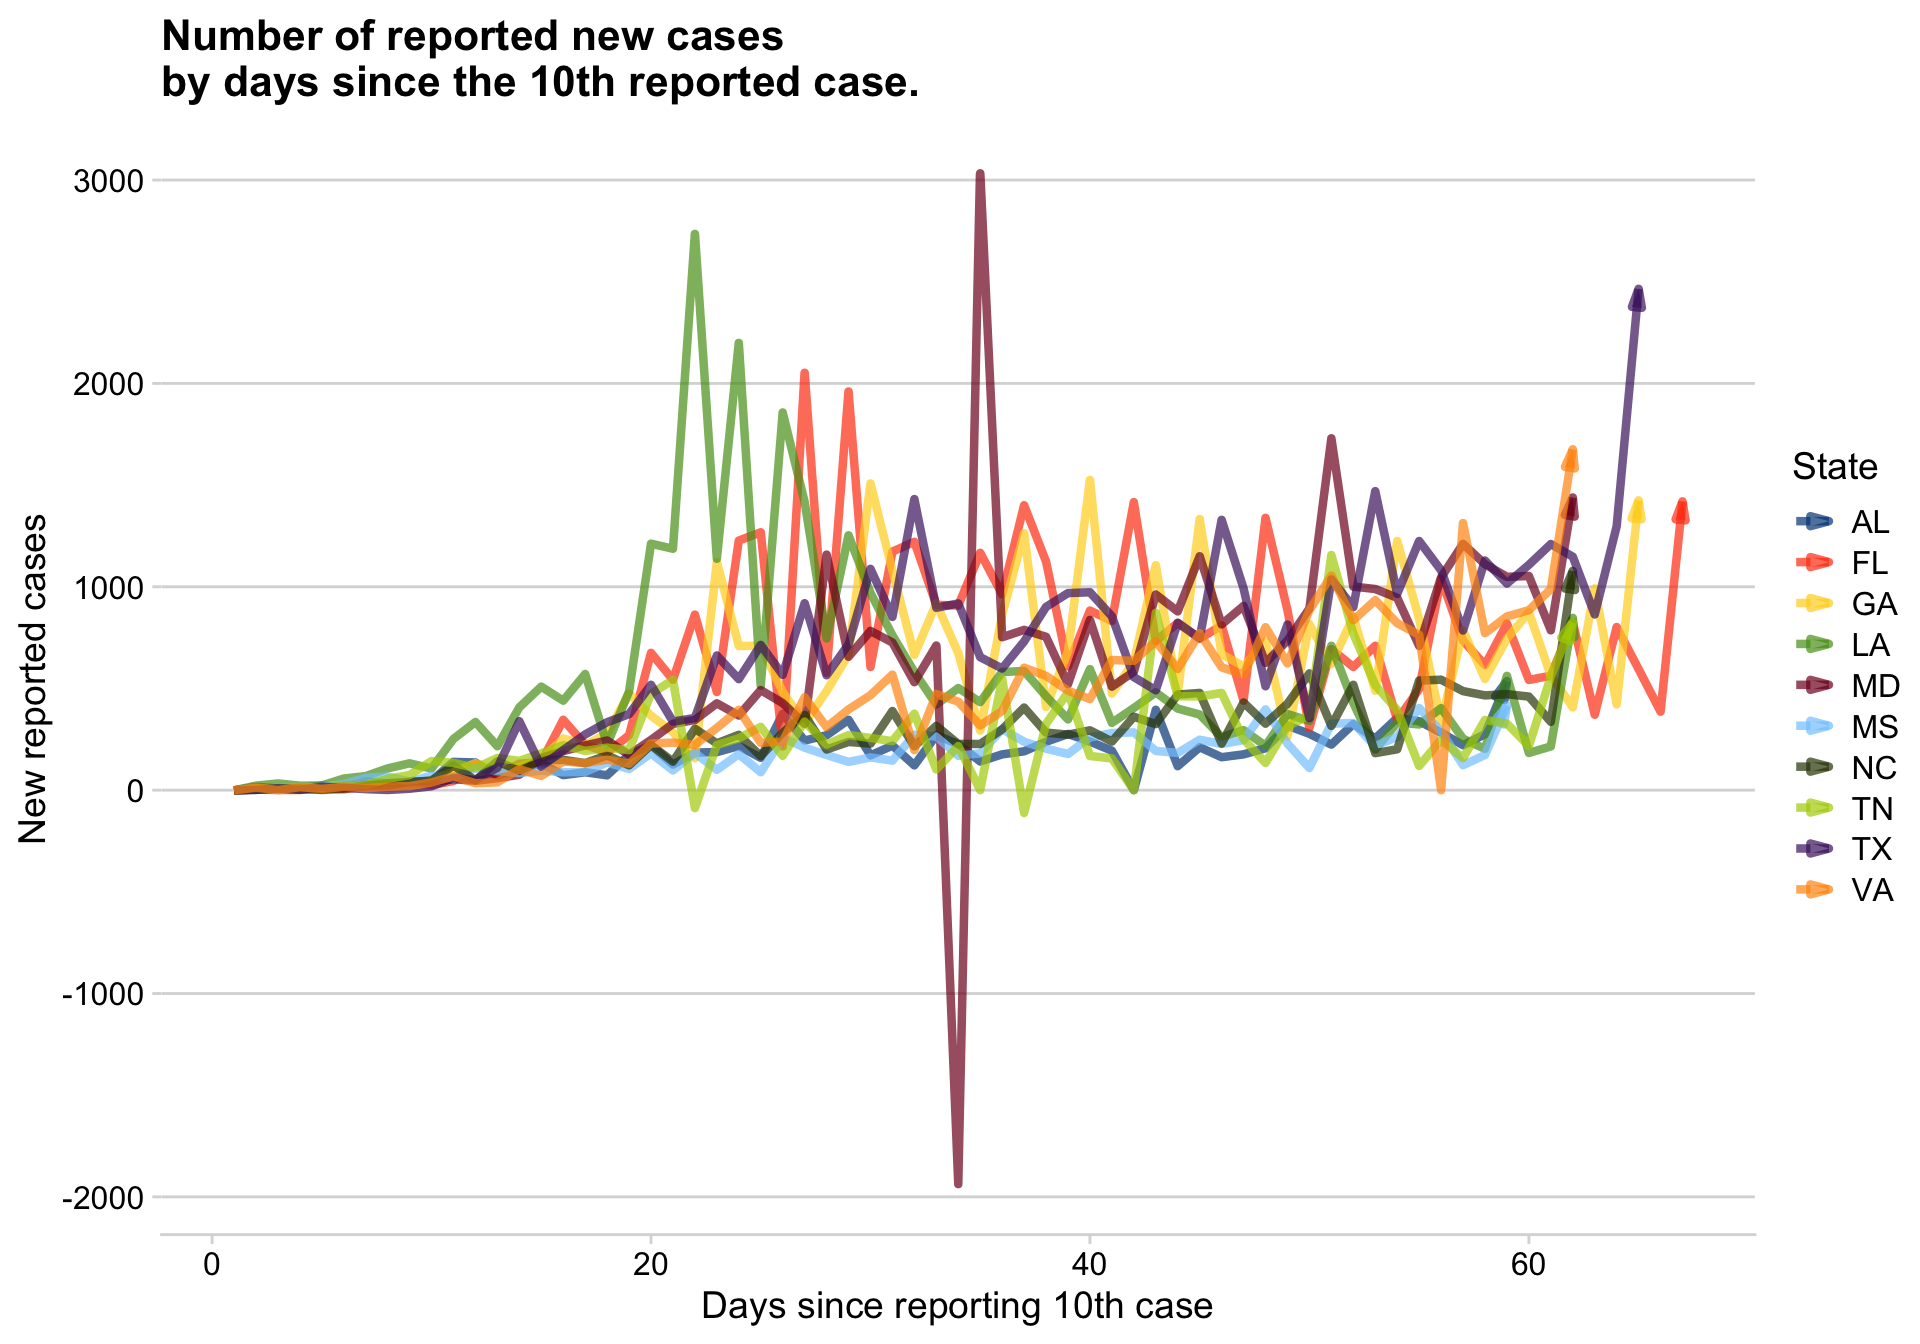 Number of reported new cases
by days since the 10th reported case.
3000
2000
1000
0
-1000
-2000
New reported cases
0
20
40
60
Days since reporting 10th case
State
AL
FL
GA
LA
MD
MS
NC
TN
TX
VA